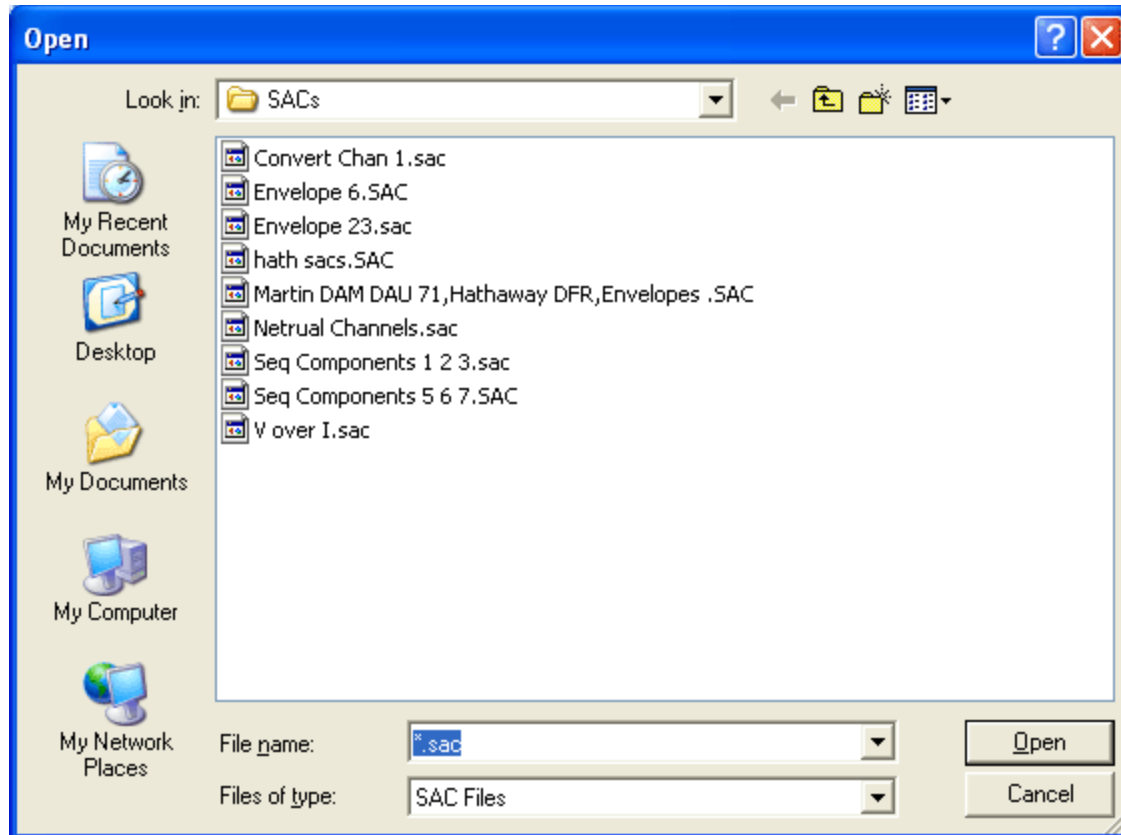 Open
Look in:
SACs
My Recent
Documents
Desktop
My Documents
My Computer
My Network
Places
Convert Chan 1.sac
Envelope 6.SAC
Envelope 23.sac
hath sacs.SAC
Martin DAM DAU 71,Hathaway DFR,Envelopes .SAC
Netrual Channels.sac
Seq Components 1 2 3.sac
Seq Components 5 6 7.SAC
V over I.sac
File name:
*.sac
Open
Files of type:
SAC Files
Cancel